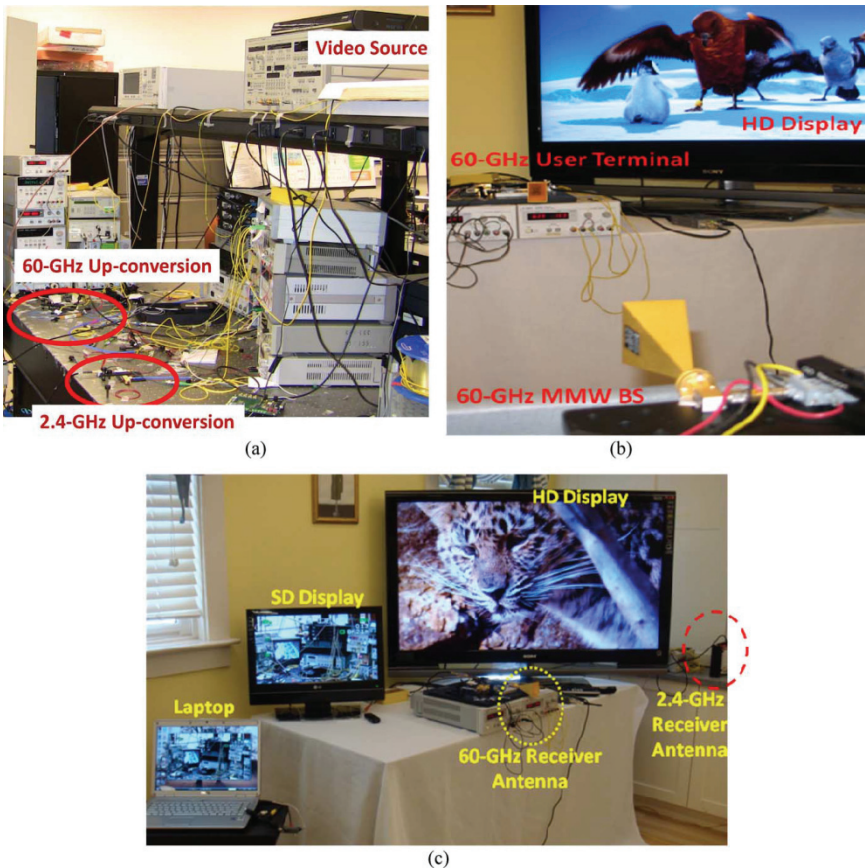 Video Source
60-GHz Up-conversion
2.4-GHz Up-conversion
(a)
HD Display
60-GHz User Terminal
SONY
60-GHz MMW BS
(b)
HD Display
SD Display
Laptop
2.4-GHz
Receiver
Antenna
60-GHz Receiver
Antenna
(c)